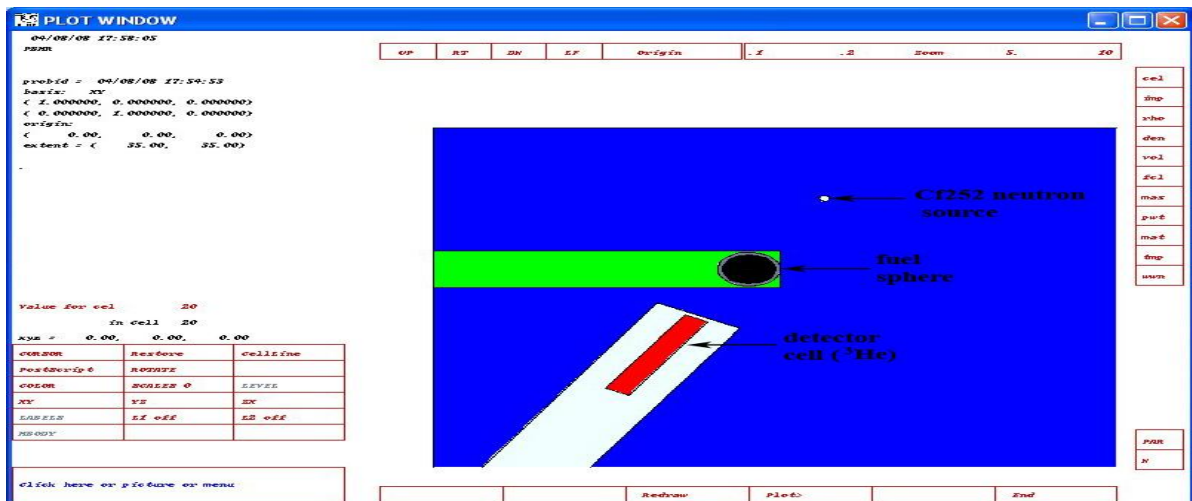 PLOT WINDOW
04/08/08 17:58:05
probid = 04/08/08 17:54:53
basis: XY
( 1.000000, 0.000000, 0.000000)
( 0.000000, 1.000000, 0.000000)
origin:
( 0.00, 0.00, 0.00)
extent = ( 35.00, 35.00)
UP RT DN LF Origin .1 .2 Zoom 5. 10
cel
imp
rho
den
vol
fcl
mas
pwt
mat
tmp
wwn
Cf252 neutron
source
fuel
sphere
detector
cell (³He)
Value for cel 20
in cell 20
xyz = 0.00, 0.00, 0.00
CURSOR Restore CellLine
PostScript ROTATE
COLOR SCALES 0 LEVEL
XY YZ ZX
LABELS L1 off L2 off
MBODY
PAR
N
Click here or picture or menu
Redraw Plot> End